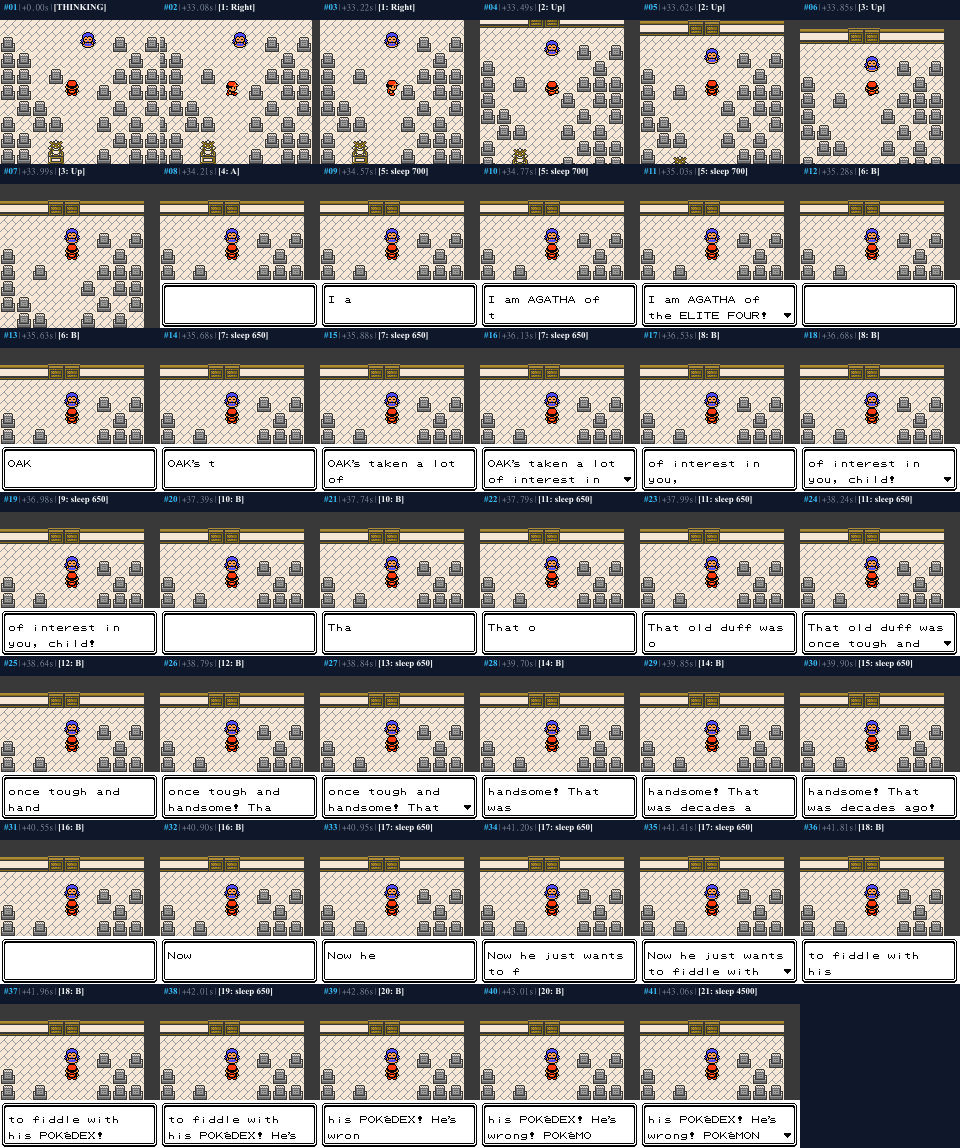 #01 | +0.00s | [THINKING]
#02 | +33.08s | [1: Right]
#03 | +33.22s | [1: Right]
#04 | +33.49s | [2: Up]
#05 | +33.62s | [2: Up]
#06 | +33.85s | [3: Up]
#07 | +33.99s | [3: Up]
#08 | +34.21s | [4: A]
#09 | +34.57s | [5: sleep 700]
I a
#10 | +34.77s | [5: sleep 700]
I am AGATHA of
t
#11 | +35.03s | [5: sleep 700]
I am AGATHA of
the ELITE FOUR!
#12 | +35.28s | [6: B]
#13 | +35.63s | [6: B]
OAK
#14 | +35.68s | [7: sleep 650]
OAK's t
#15 | +35.88s | [7: sleep 650]
OAK's taken a lot
of
#16 | +36.13s | [7: sleep 650]
OAK's taken a lot
of interest in
#17 | +36.53s | [8: B]
of interest in
you,
#18 | +36.68s | [8: B]
of interest in
you, child!
#19 | +36.98s | [9: sleep 650]
of interest in
you, child!
#20 | +37.39s | [10: B]
#21 | +37.74s | [10: B]
Tha
#22 | +37.79s | [11: sleep 650]
That o
#23 | +37.99s | [11: sleep 650]
That old duff was
o
#24 | +38.24s | [11: sleep 650]
That old duff was
once tough and
#25 | +38.64s | [12: B]
once tough and
hand
#26 | +38.79s | [12: B]
once tough and
handsome! Tha
#27 | +38.84s | [13: sleep 650]
once tough and
handsome! That
#28 | +39.70s | [14: B]
handsome! That
was
#29 | +39.85s | [14: B]
handsome! That
was decades a
#30 | +39.90s | [15: sleep 650]
handsome! That
was decades ago!
#31 | +40.55s | [16: B]
#32 | +40.90s | [16: B]
Now
#33 | +40.95s | [17: sleep 650]
Now he
#34 | +41.20s | [17: sleep 650]
Now he just wants
to f
#35 | +41.41s | [17: sleep 650]
Now he just wants
to fiddle with
#36 | +41.81s | [18: B]
to fiddle with
his
#37 | +41.96s | [18: B]
to fiddle with
his POKéDEX!
#38 | +42.01s | [19: sleep 650]
to fiddle with
his POKéDEX! He's
#39 | +42.86s | [20: B]
his POKéDEX! He's
wron
#40 | +43.01s | [20: B]
his POKéDEX! He's
wrong! POKéMO
#41 | +43.06s | [21: sleep 4500]
his POKéDEX! He's
wrong! POKéMON